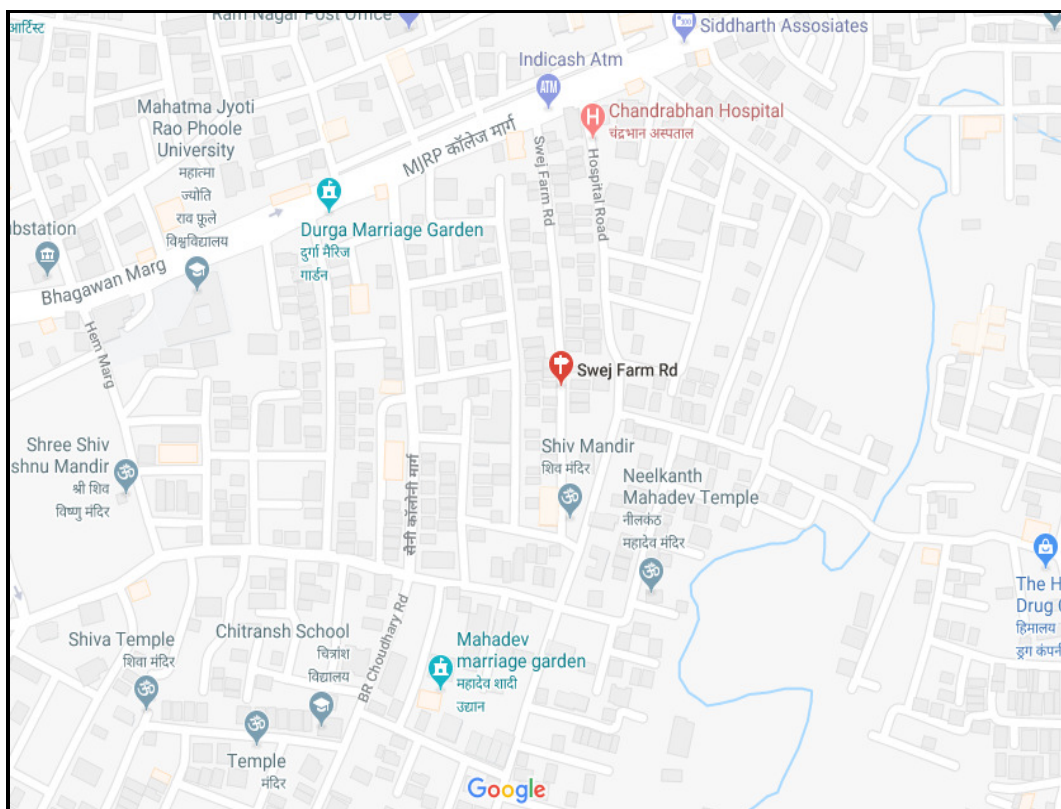 आर्टिस्ट
Ram Nagar Post Office
Siddharth Assosiates
Indicash Atm
ATM
Mahatma Jyoti
Rao Phoole
University
महात्मा
ज्योति
राव फूले
विश्वविद्यालय
MJRP कॉलेज मार्ग
H
Chandrabhan Hospital
चंद्रभान अस्पताल
Swej Farm Rd
Hospital Road
Durga Marriage Garden
दुर्गा मैरिज
गार्डन
bstation
Bhagawan Marg
Hem Marg
Swej Farm Rd
Shree Shiv
shnu Mandir
श्री शिव
विष्णु मंदिर
सैनी कॉलोनी मार्ग
Shiv Mandir
शिव मंदिर
Neelkanth
Mahadev Temple
नीलकंठ
महादेव मंदिर
The H
Drug C
हिमालय
ड्रग कंपनी
Shiva Temple
शिवा मंदिर
Chitransh School
चित्रांश
विद्यालय
BR Choudhary Rd
Mahadev
marriage garden
महादेव शादी
उद्यान
Temple
मंदिर
Google